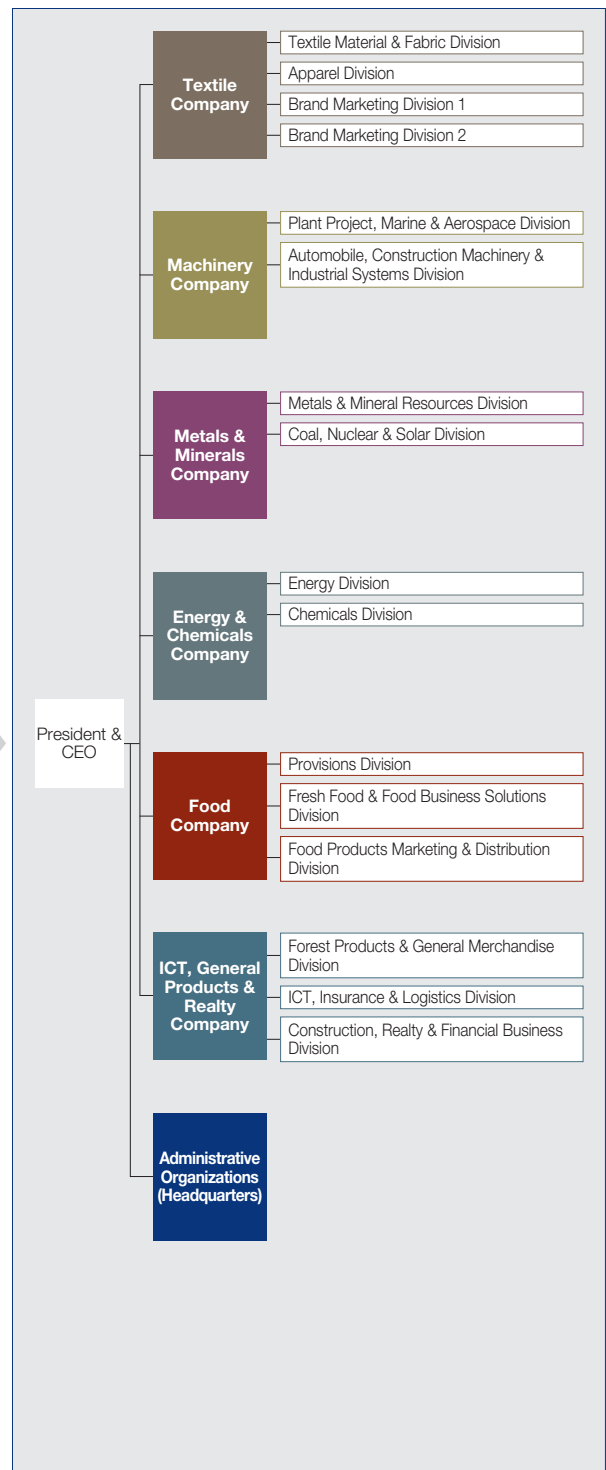 President &
CEO
Textile
Company
Textile Material & Fabric Division
Apparel Division
Brand Marketing Division 1
Brand Marketing Division 2
Machinery
Company
Plant Project, Marine & Aerospace Division
Automobile, Construction Machinery &
Industrial Systems Division
Metals &
Minerals
Company
Metals & Mineral Resources Division
Coal, Nuclear & Solar Division
Energy &
Chemicals
Company
Energy Division
Chemicals Division
Food
Company
Provisions Division
Fresh Food & Food Business Solutions
Division
Food Products Marketing & Distribution
Division
ICT, General
Products &
Realty
Company
Forest Products & General Merchandise
Division
ICT, Insurance & Logistics Division
Construction, Realty & Financial Business
Division
Administrative
Organizations
(Headquarters)